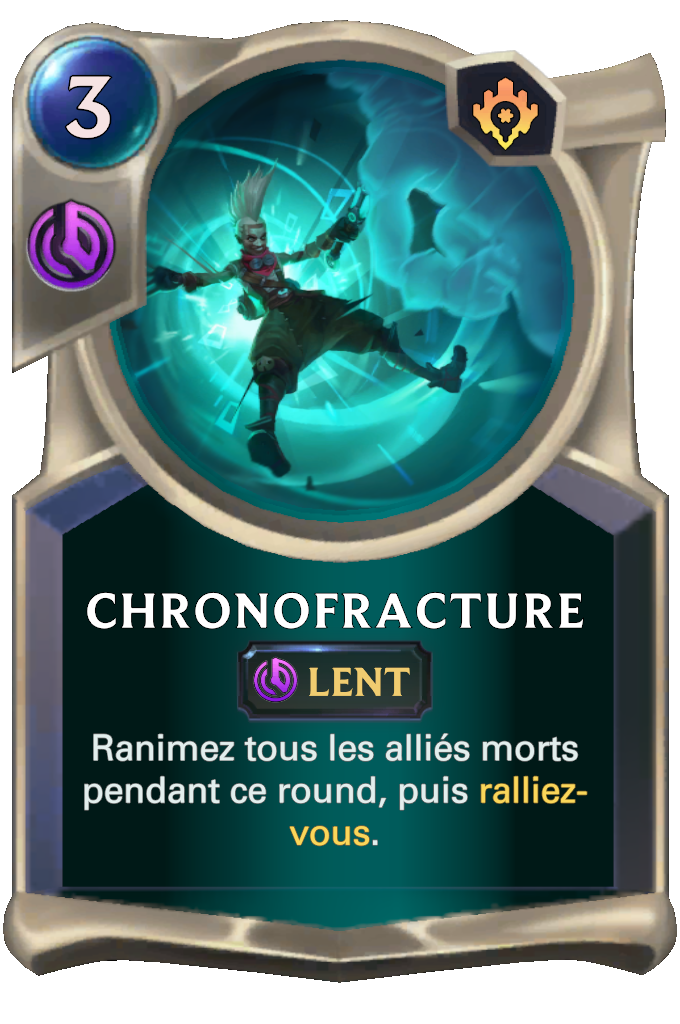 3
CHRONOFRACTURE
LENT
Ranimez tous les alliés morts
pendant ce round, puis ralliez-
vous.